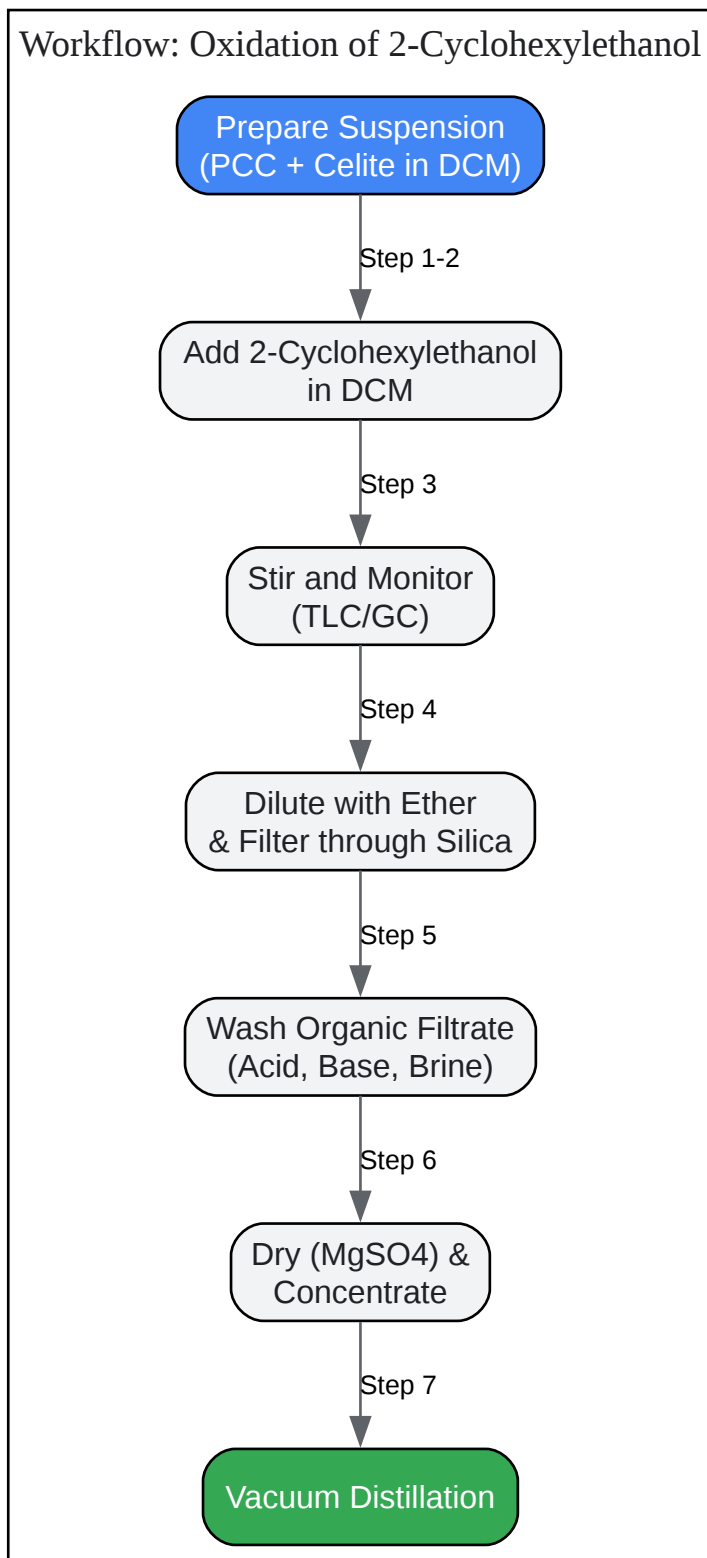 Workflow: Oxidation of 2-Cyclohexylethanol
Prepare Suspension
(PCC + Celite in DCM)
Step 1-2
Add 2-Cyclohexylethanol
in DCM
Step 3
Stir and Monitor
(TLC/GC)
Step 4
Dilute with Ether
& Filter through Silica
Step 5
Wash Organic Filtrate
(Acid, Base, Brine)
Step 6
Dry (MgSO4) &
Concentrate
Step 7
Vacuum Distillation